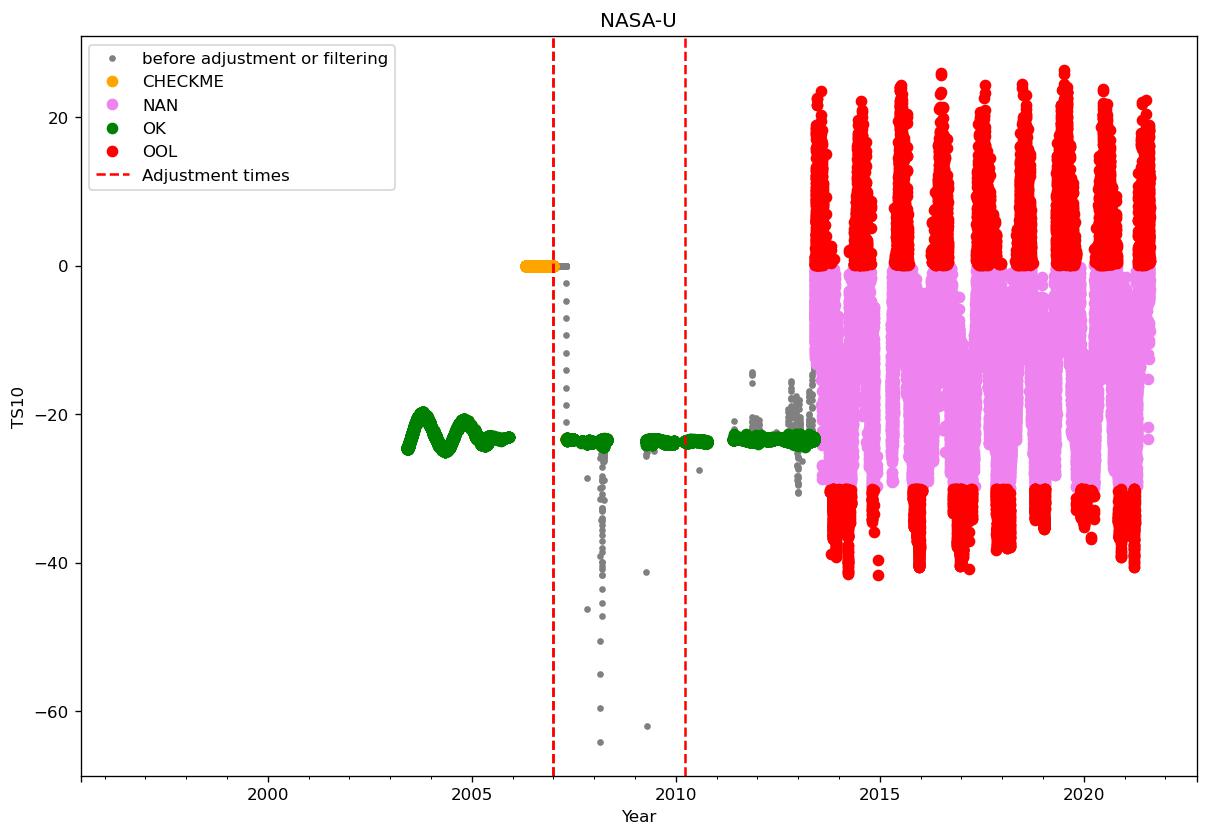 NASA-U
before adjustment or filtering
CHECKME
NAN
OK
OOL
Adjustment times
20
0
−20
−40
−60
TS10
2000 2005 2010 2015 2020
Year